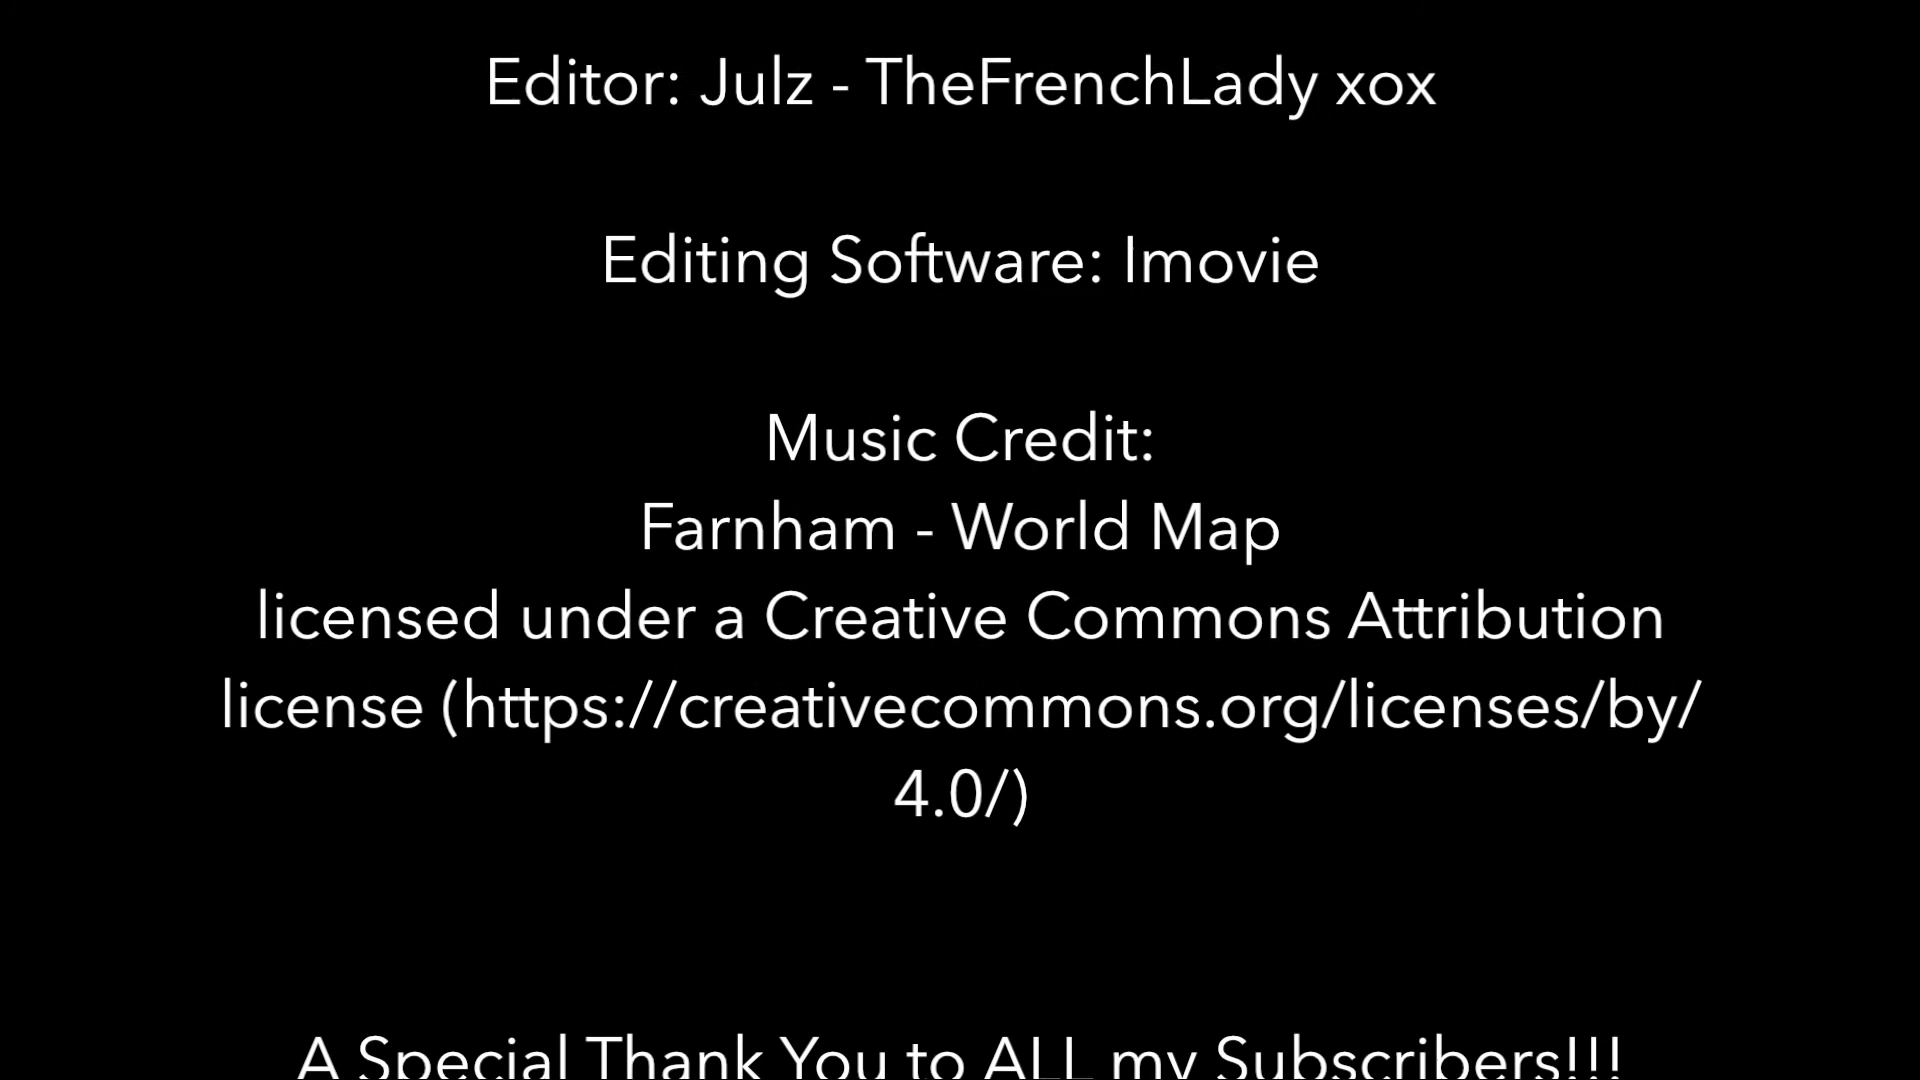 Editor: Julz - TheFrenchLady xox
Editing Software: Imovie
Music Credit:
Farnham - World Map
licensed under a Creative Commons Attribution
license (https://creativecommons.org/licenses/by/
4.0/)
A Special Thank You to ALL my Subscribers!!!